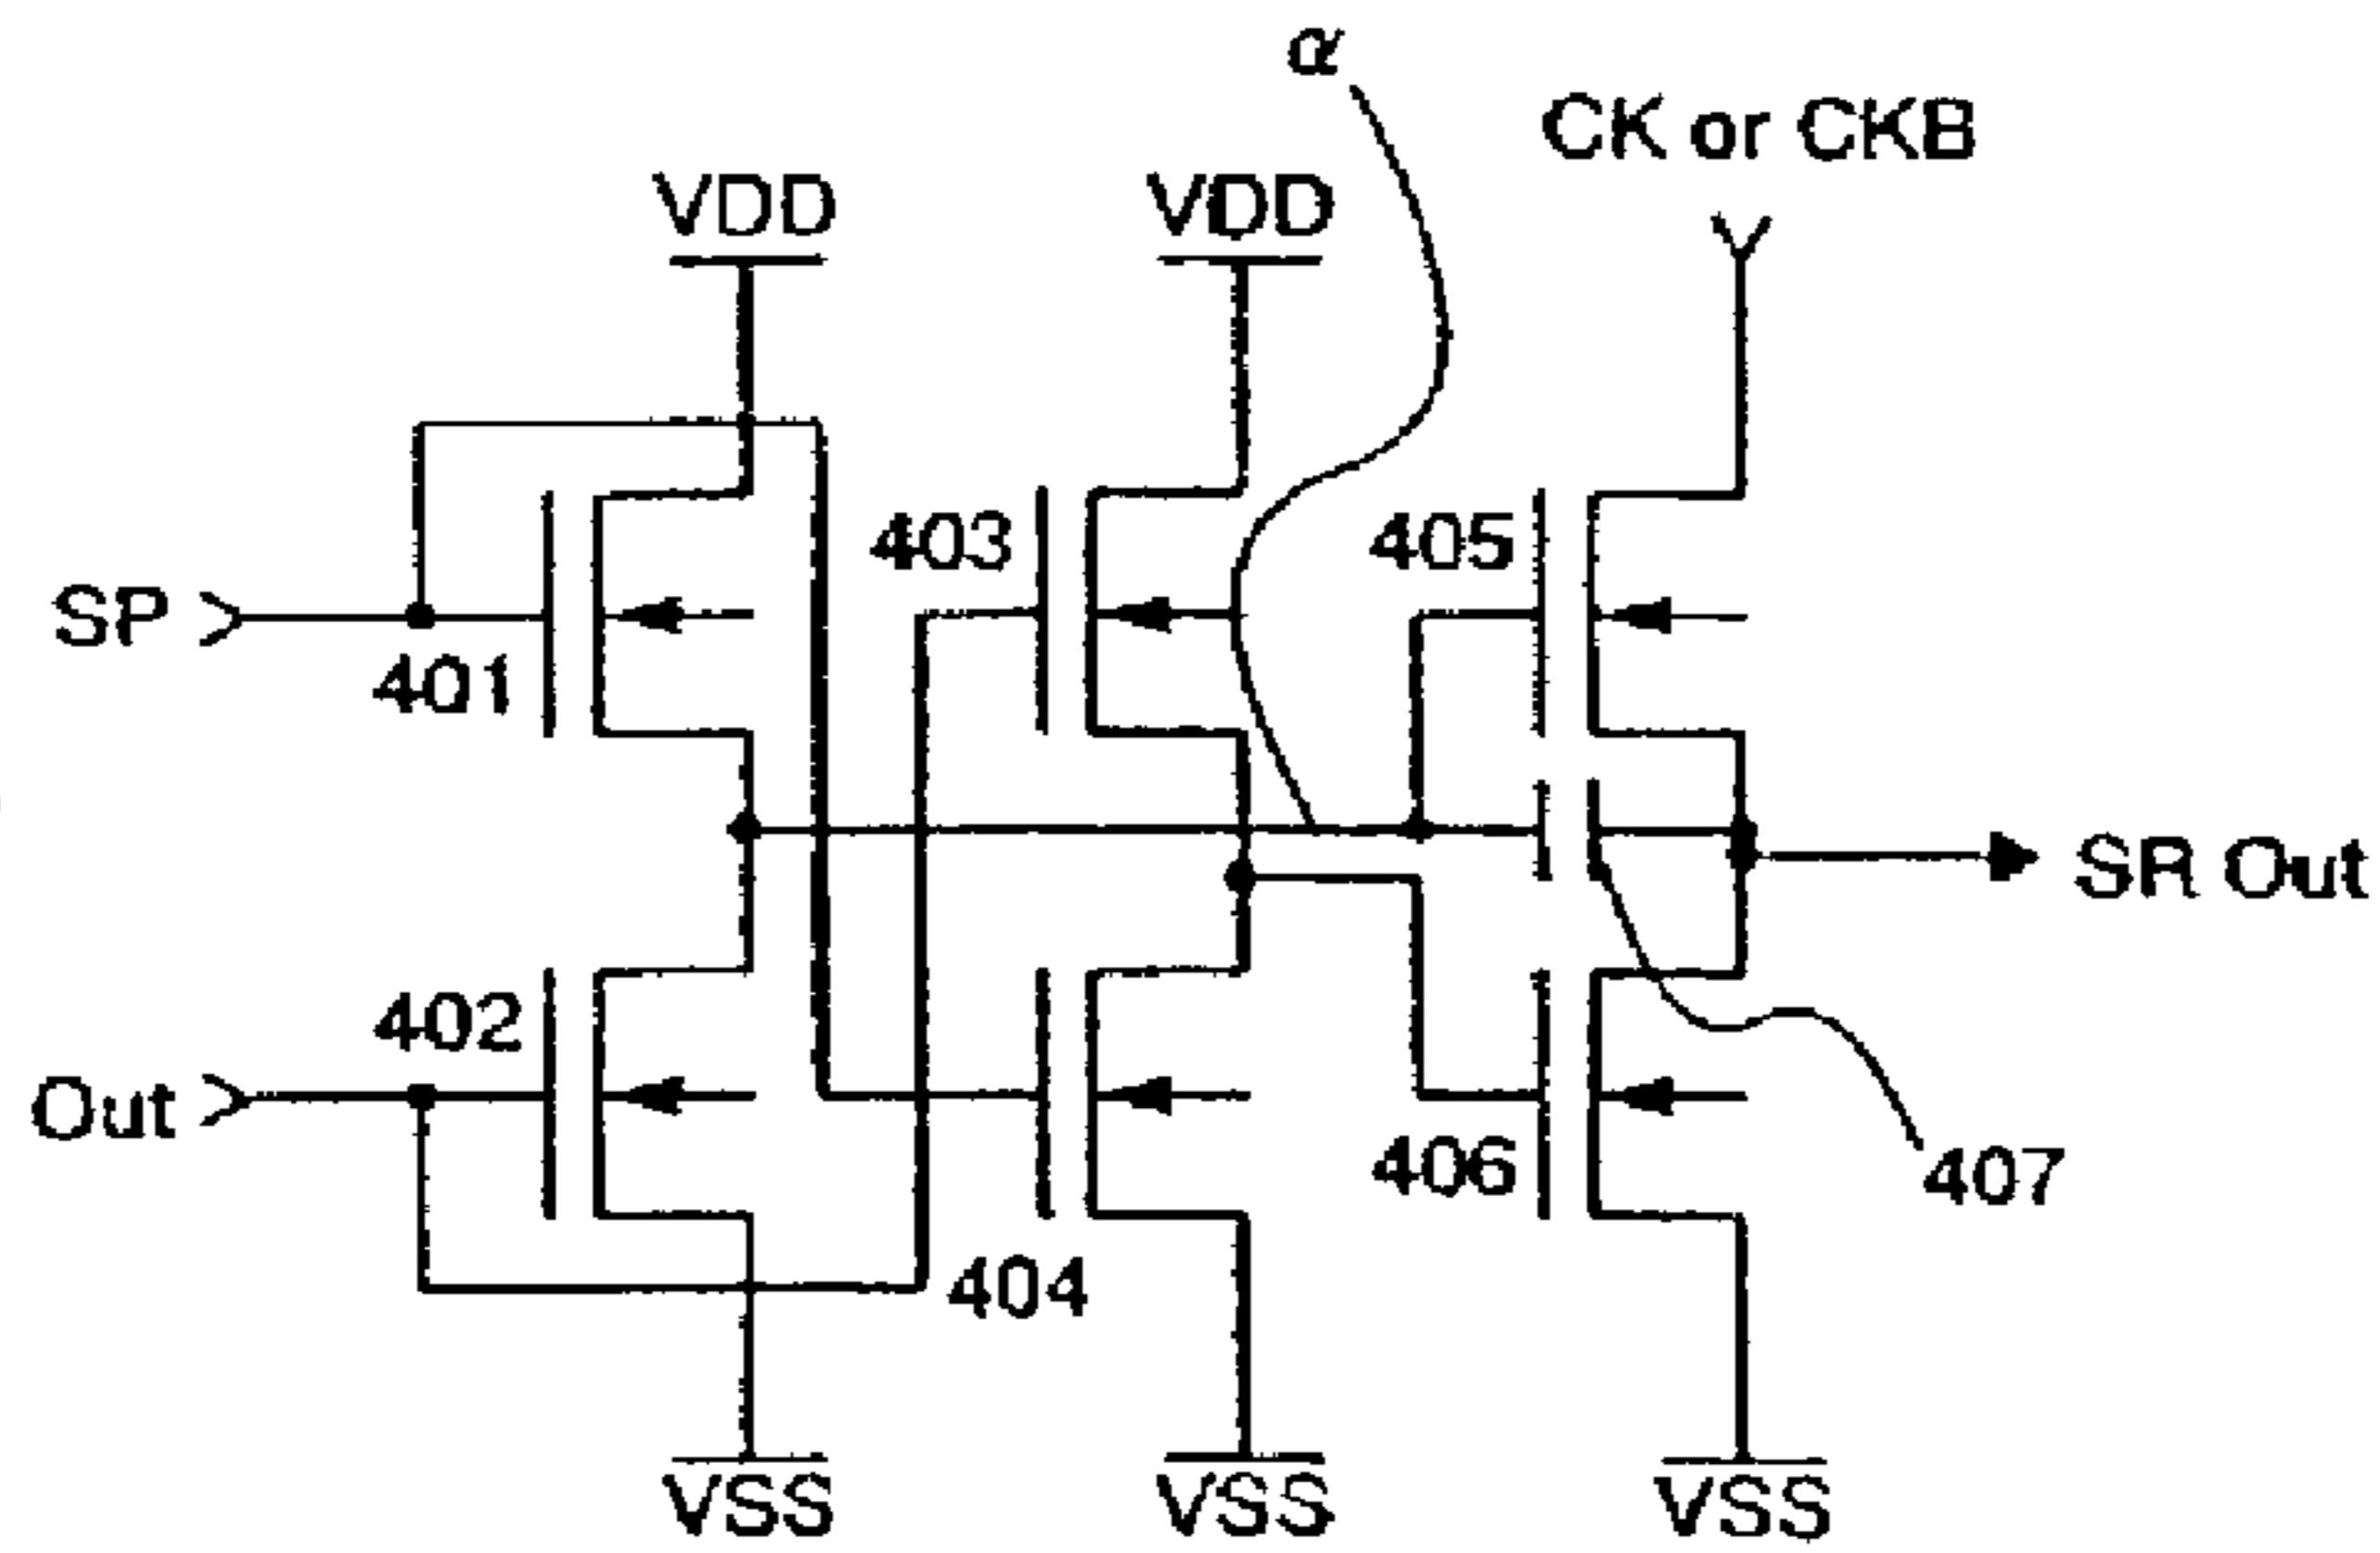 α
CK or CKB
VDD
VDD
403
405
SP
401
SR Out
402
Out
406
407
404
VSS
VSS
VSS